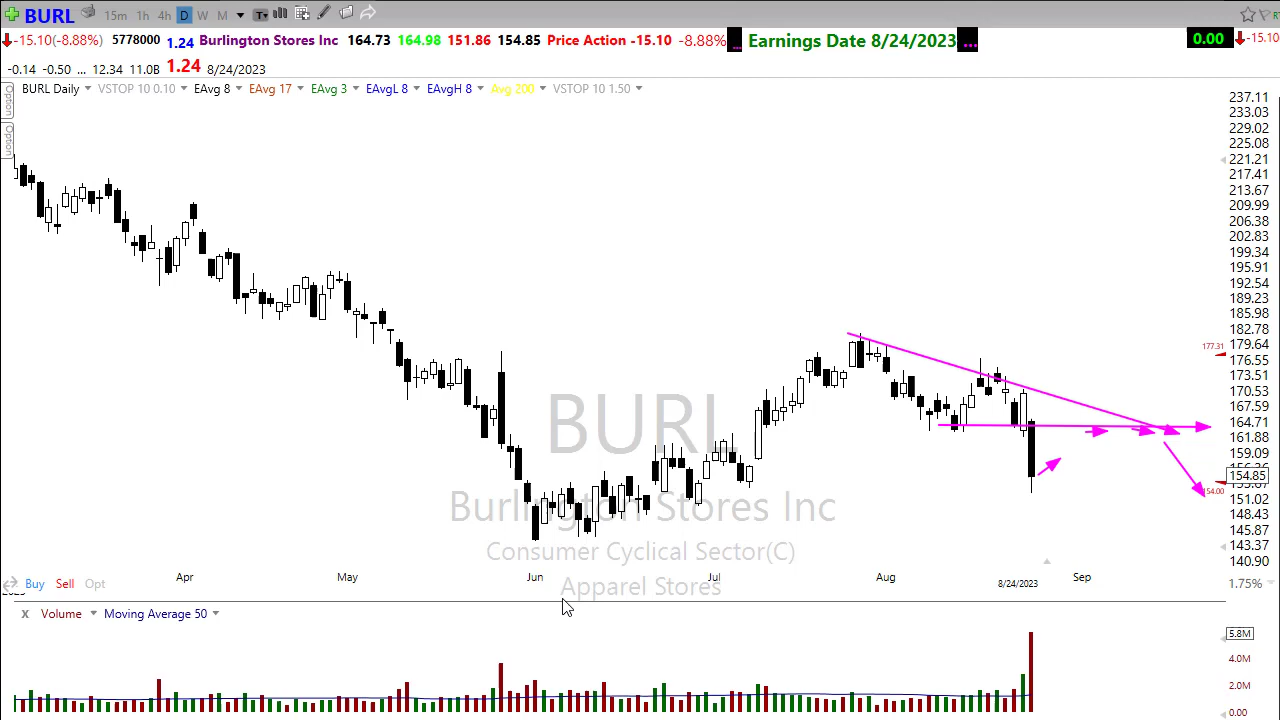 BURL 15m 1h 4h D W M
-15.10(-8.88%) 5778000 1.24 Burlington Stores Inc 164.73 164.98 151.86 154.85 Price Action -15.10 -8.88% ... Earnings Date 8/24/2023 ... 0.00 -15.10
-0.14 -0.50 ... 12.34 11.0B 1.24 8/24/2023
BURL Daily VSTOP 10 0.10 EAvg 8 EAvg 17 EAvg 3 EAvgL 8 EAvgH 8 Avg 200 VSTOP 10 1.50
Option
Option
237.11
233.03
229.02
225.08
221.21
217.41
213.67
209.99
206.38
202.83
199.34
195.91
192.54
189.23
185.98
182.78
179.64
177.31
176.55
173.51
170.53
167.59
164.71
161.88
159.09
154.85
54.00
151.02
148.43
145.87
143.37
140.90
BURL
Burlington Stores Inc
Consumer Cyclical Sector(C)
Apparel Stores
Apr May Jun Jul Aug 8/24/2023 Sep
Buy Sell Opt 1.75%
X Volume Moving Average 50
5.8M
4.0M
2.0M
0.00